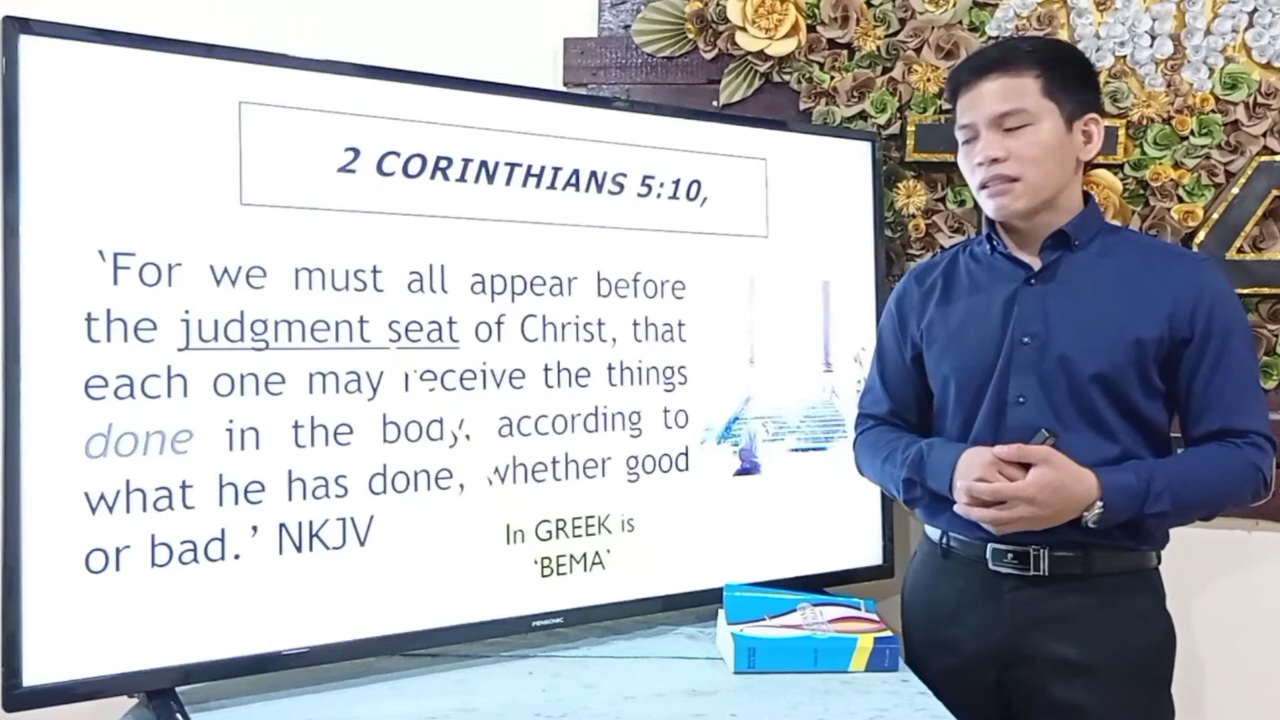 2 CORINTHIANS 5:10,
‘For we must all appear before
the judgment seat of Christ, that
each one may receive the things
done in the body, according to
what he has done, whether good
or bad.’ NKJV
In GREEK is
‘BEMA’
PENSONIC